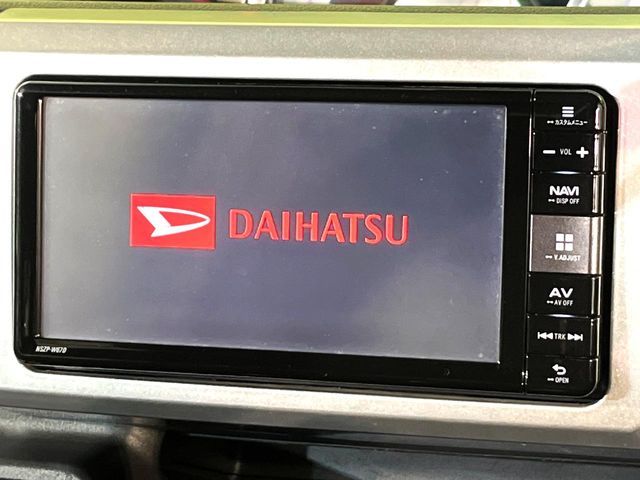 カスタムメニュー
− VOL +
NAVI
DISP OFF
DAIHATSU
V.ADJUST
AV
AV OFF
TRK
NSZP-W67D
OPEN